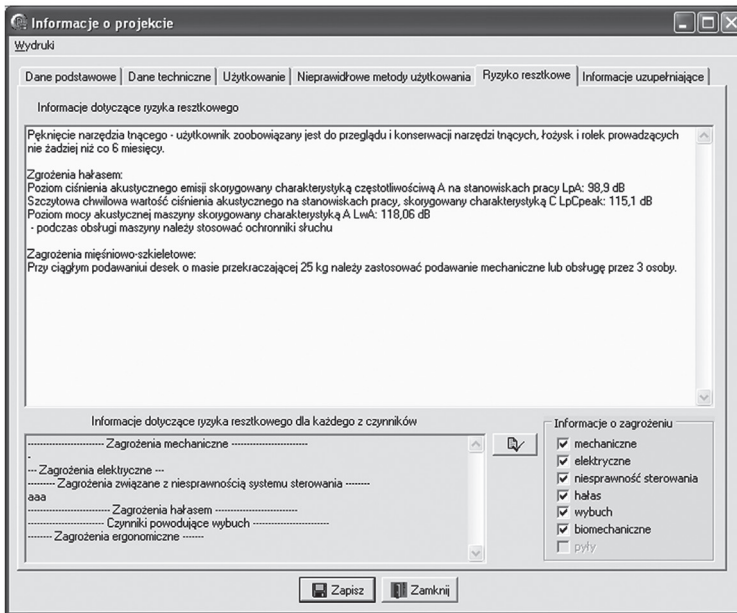 Informacje o projekcie
Wydruki
Dane podstawowe Dane techniczne Użytkowanie Nieprawidłowe metody użytkowania Ryzyko resztkowe Informacje uzupełniające
Informacje dotyczące ryzyka resztkowego
Pęknięcie narzędzia tnącego - użytkownik zoobowiązany jest do przeglądu i konserwacji narzędzi tnących, łożysk i rolek prowadzących
nie żadziej niż co 6 miesięcy.
Zgrożenia hałasem:
Poziom ciśnienia akustycznego emisji skorygowany charakterystyką częstotliwościową A na stanowiskach pracy LpA: 98,9 dB
Szczytowa chwilowa wartość ciśnienia akustycznego na stanowiskach pracy, skorygowany charakterystyką C LpCpeak: 115,1 dB
Poziom mocy akustycznej maszyny skorygowany charakterystyką A LwA: 118,06 dB
- podczas obsługi maszyny należy stosować ochronniki słuchu
Zagrożenia mięśniowo-szkieletowe:
Przy ciągłym podawaniui desek o masie przekraczającej 25 kg należy zastosować podawanie mechaniczne lub obsługę przez 3 osoby.
Informacje dotyczące ryzyka resztkowego dla każdego z czynników
-------------------------- Zagrożenia mechaniczne --------------------------
-
--- Zagrożenia elektryczne ---
--------- Zagrożenia związane z niesprawnością systemu sterowania --------
aaa
---------------------------- Zagrożenia hałasem ----------------------------
-------------------------- Czynniki powodujące wybuch --------------------------
-------- Zagrożenia ergonomiczne -------
Informacje o zagrożeniu
mechaniczne
elektryczne
niesprawność sterowania
hałas
wybuch
biomechaniczne
pyły
Zapisz Zamknij